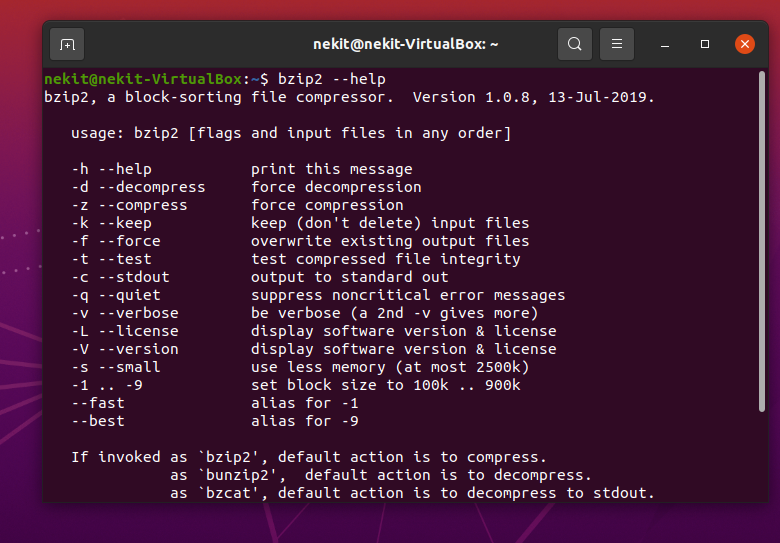 nekit@nekit-VirtualBox: ~
nekit@nekit-VirtualBox:~$ bzip2 --help
bzip2, a block-sorting file compressor.  Version 1.0.8, 13-Jul-2019.

   usage: bzip2 [flags and input files in any order]

   -h --help           print this message
   -d --decompress     force decompression
   -z --compress       force compression
   -k --keep           keep (don't delete) input files
   -f --force          overwrite existing output files
   -t --test           test compressed file integrity
   -c --stdout         output to standard out
   -q --quiet          suppress noncritical error messages
   -v --verbose        be verbose (a 2nd -v gives more)
   -L --license        display software version & license
   -V --version        display software version & license
   -s --small          use less memory (at most 2500k)
   -1 .. -9            set block size to 100k .. 900k
   --fast              alias for -1
   --best              alias for -9

   If invoked as `bzip2', default action is to compress.
              as `bunzip2',  default action is to decompress.
              as `bzcat', default action is to decompress to stdout.